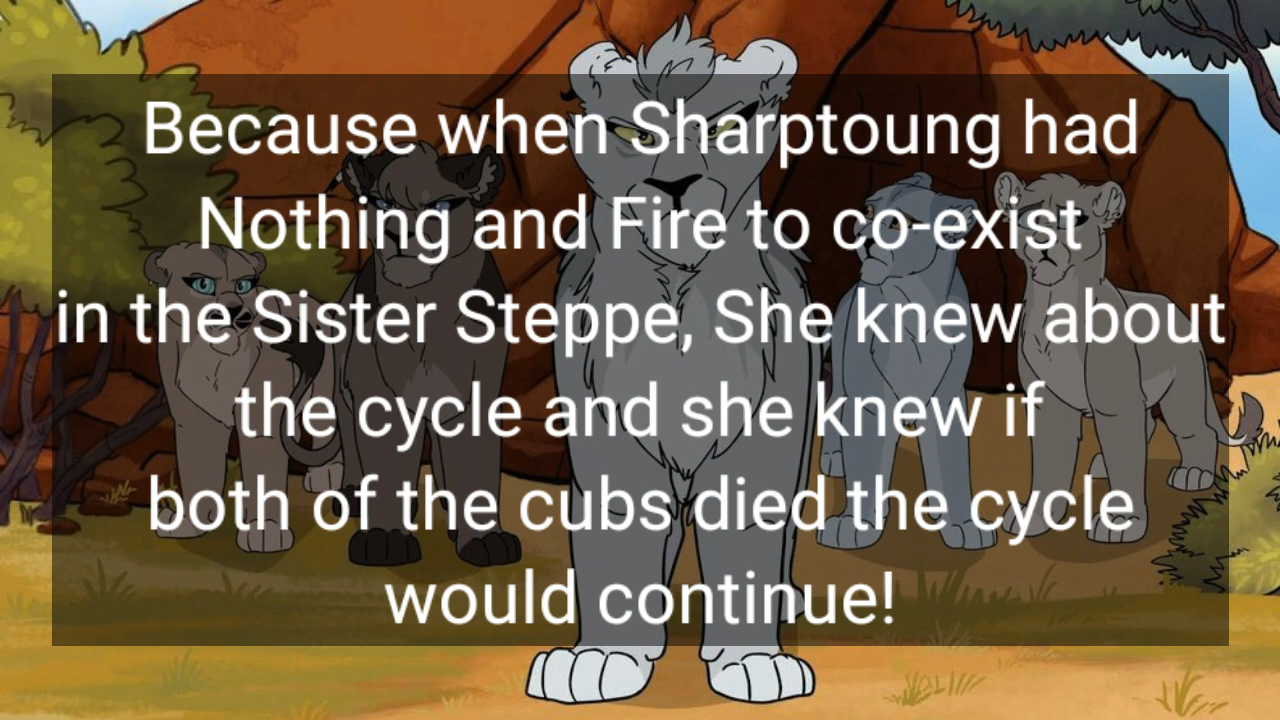 Because when Sharptoung had
Nothing and Fire to co-exist
in the Sister Steppe, She knew about
the cycle and she knew if
both of the cubs died the cycle
would continue!